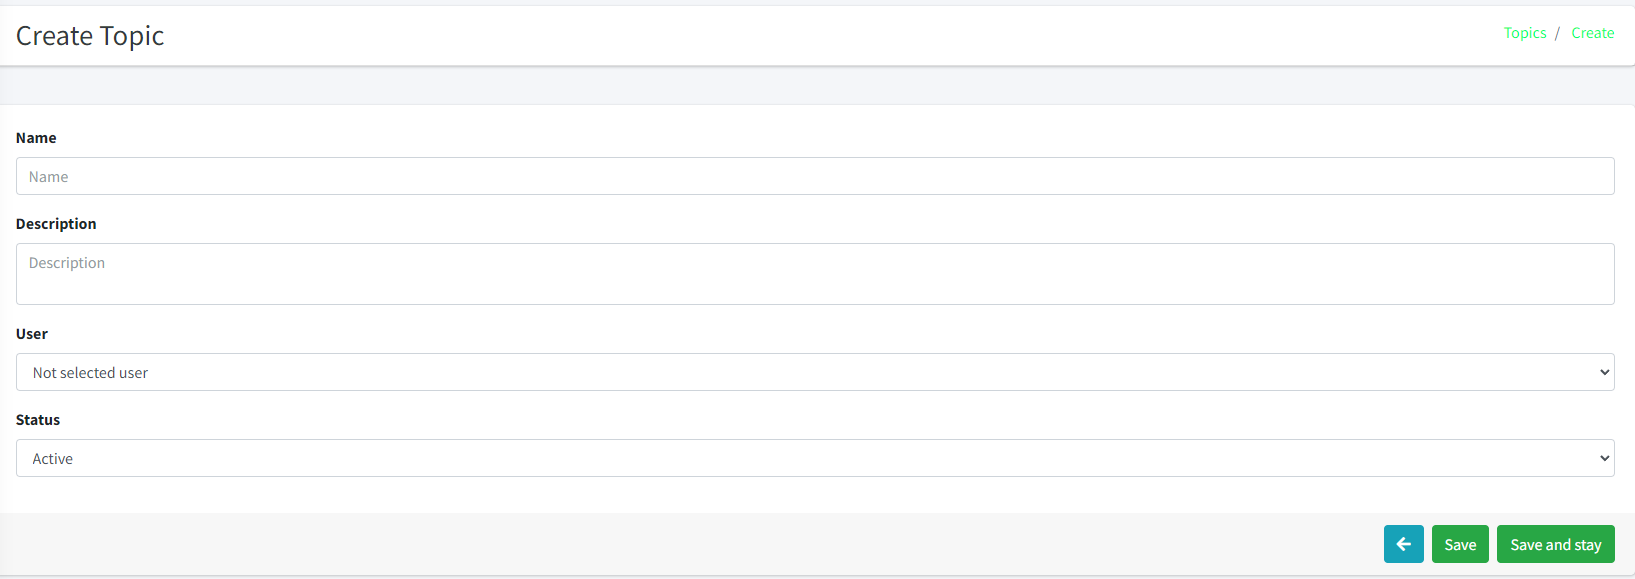 Create Topic
Topics / Create
Name
Name
Description
Description
User
Not selected user
Status
Active
Save
Save and stay